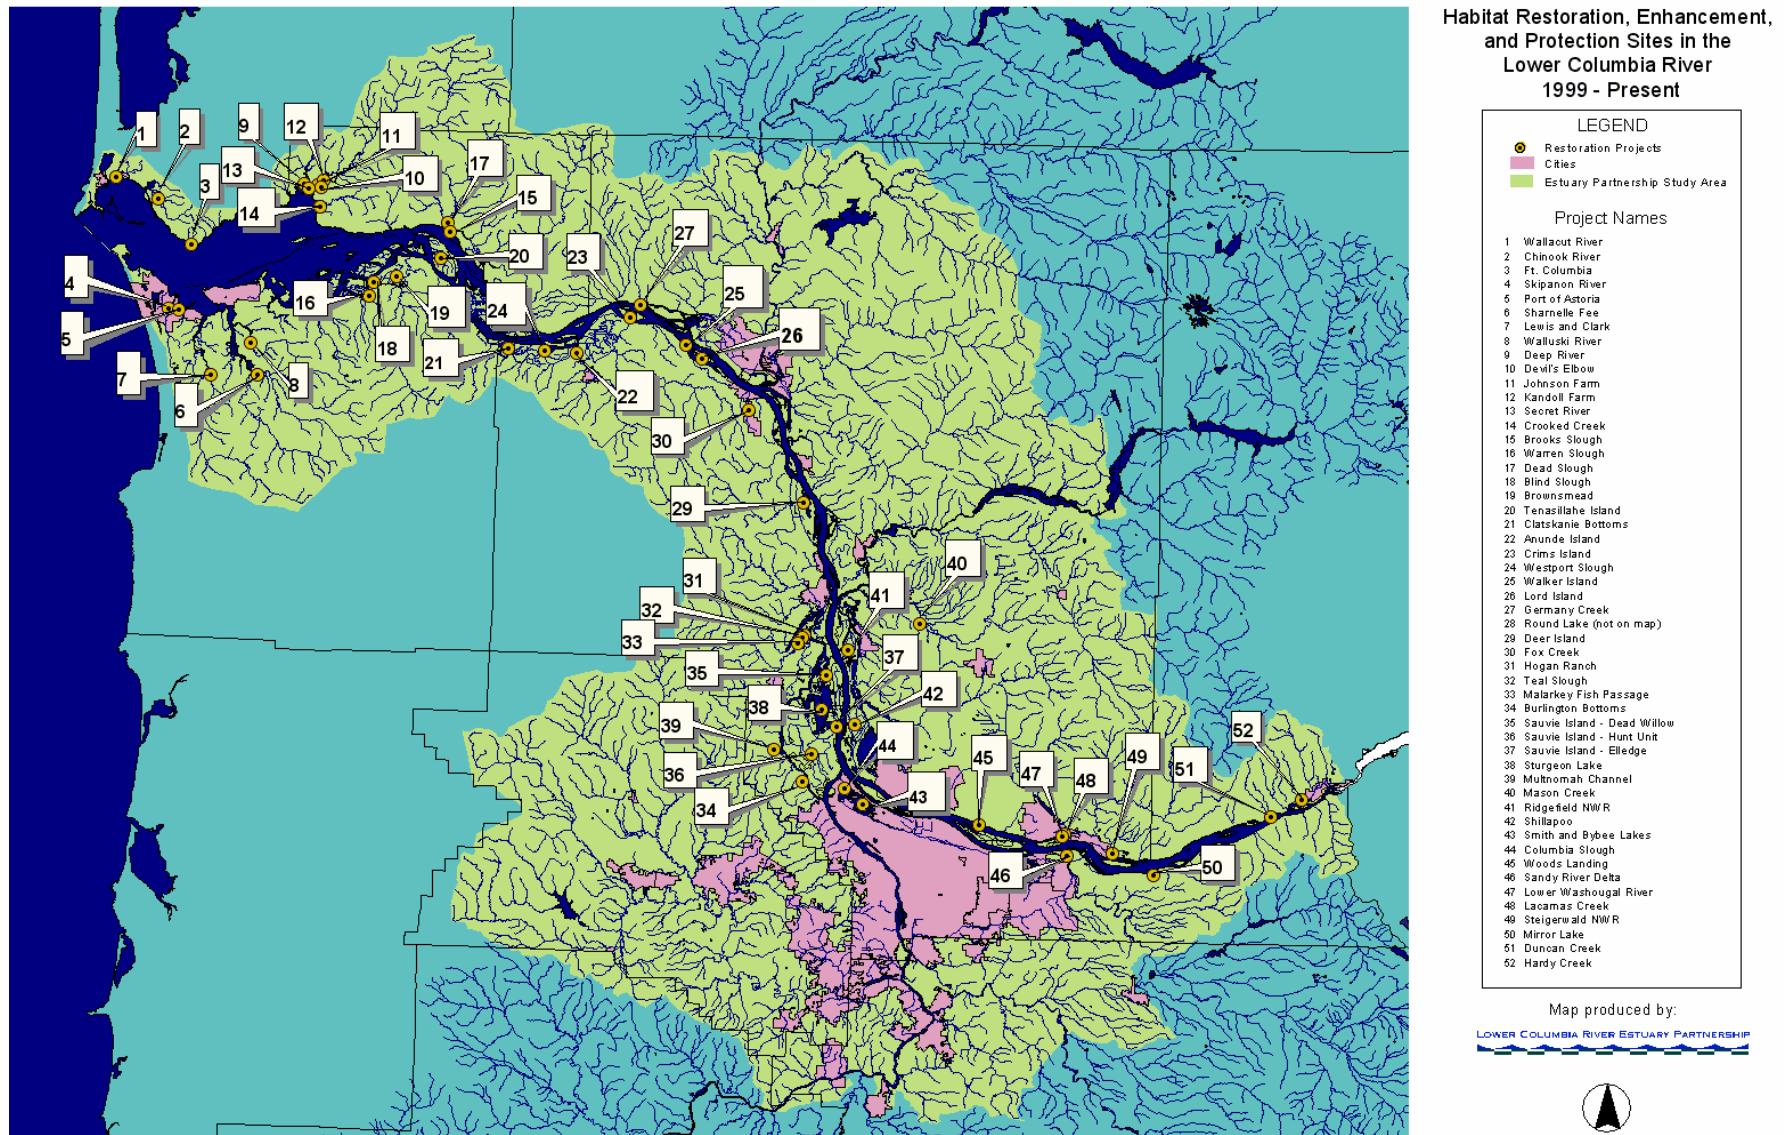 Habitat Restoration, Enhancement,
and Protection Sites in the
Lower Columbia River
1999 - Present
LEGEND
Restoration Projects
Cities
Estuary Partnership Study Area
Project Names
1 Wallacut River
2 Chinook River
3 Ft. Columbia
4 Skipanon River
5 Port of Astoria
6 Sharnelle Fee
7 Lewis and Clark
8 Walluski River
9 Deep River
10 Devil's Elbow
11 Johnson Farm
12 Kandoll Farm
13 Secret River
14 Crooked Creek
15 Brooks Slough
16 Warren Slough
17 Dead Slough
18 Blind Slough
19 Brownsmead
20 Tenasillahe Island
21 Clatskanie Bottoms
22 Anunde Island
23 Crims Island
24 Westport Slough
25 Walker Island
26 Lord Island
27 Germany Creek
28 Round Lake (not on map)
29 Deer Island
30 Fox Creek
31 Hogan Ranch
32 Teal Slough
33 Malarkey Fish Passage
34 Burlington Bottoms
35 Sauvie Island - Dead Willow
36 Sauvie Island - Hunt Unit
37 Sauvie Island - Elledge
38 Sturgeon Lake
39 Multnomah Channel
40 Mason Creek
41 Ridgefield NWR
42 Shillapoo
43 Smith and Bybee Lakes
44 Columbia Slough
45 Woods Landing
46 Sandy River Delta
47 Lower Washougal River
48 Lacamas Creek
49 Steigerwald NWR
50 Mirror Lake
51 Duncan Creek
52 Hardy Creek
Map produced by:
LOWER COLUMBIA RIVER ESTUARY PARTNERSHIP
1
2
9
12
11
13
3
10
17
14
15
27
20
23
4
16
19
24
25
5
18
21
26
7
6
8
22
30
29
31
40
32
41
33
35
37
38
42
39
36
44
45
47
48
49
51
52
34
43
46
50